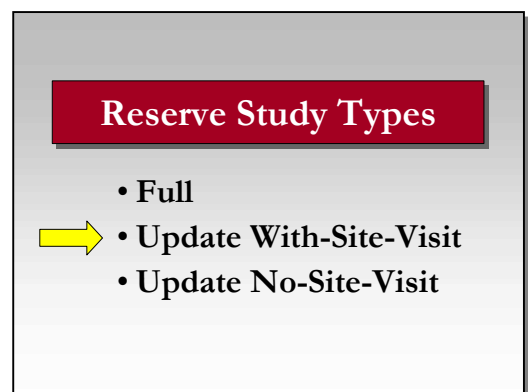 Reserve Study Types
• Full
• Update With-Site-Visit
• Update No-Site-Visit